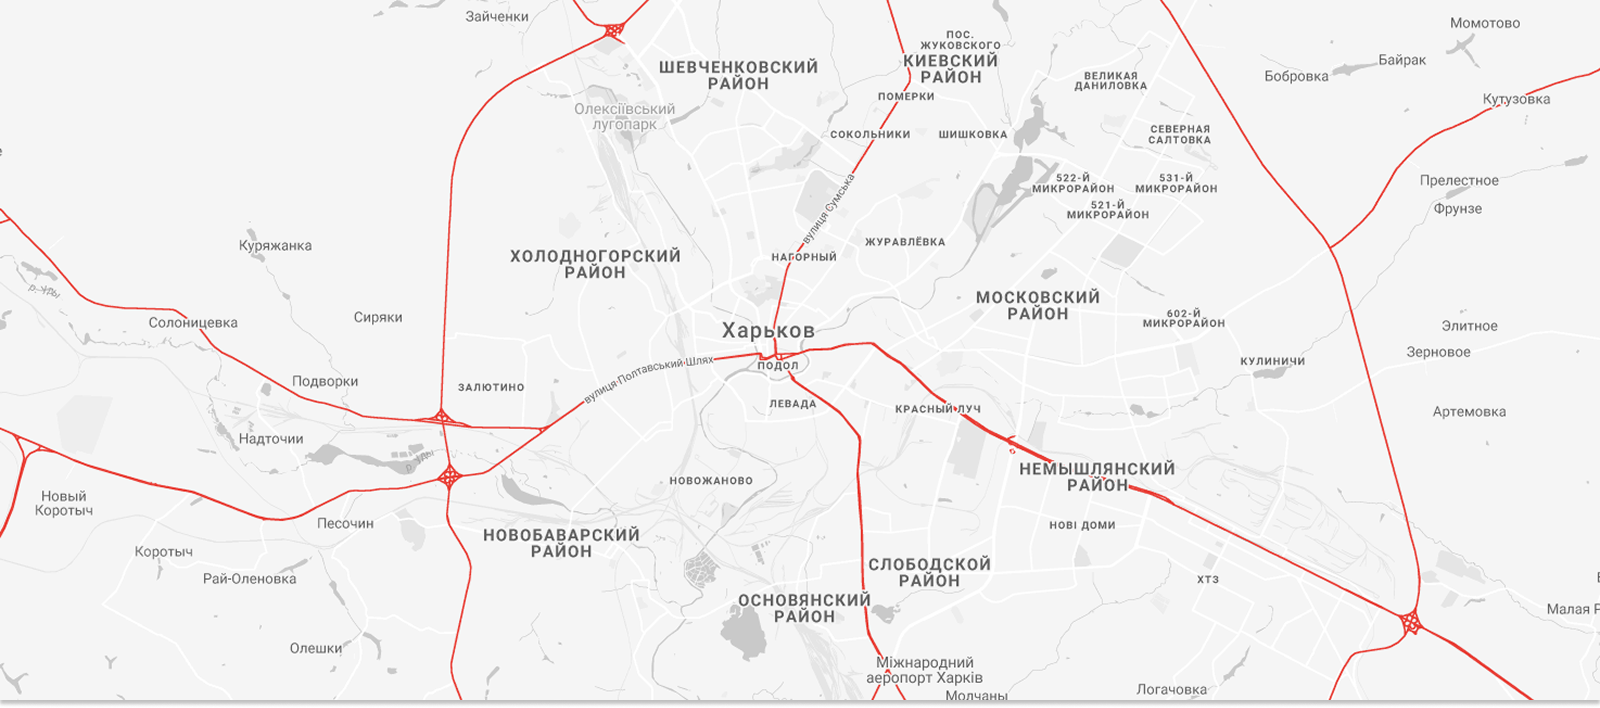 Зайченки
Момотово
ПОС.
ЖУКОВСКОГО
КИЕВСКИЙ
РАЙОН
Байрак
ШЕВЧЕНКОВСКИЙ
РАЙОН
Бобровка
ВЕЛИКАЯ
ДАНИЛОВКА
ПОМЕРКИ
Кутузовка
Олексіївський
лугопарк
СОКОЛЬНИКИ
ШИШКОВКА
СЕВЕРНАЯ
САЛТОВКА
522-Й
МИКРОРАЙОН
531-Й
МИКРОРАЙОН
Прелестное
521-Й
МИКРОРАЙОН
Фрунзе
вулиця Сумська
Куряжанка
ЖУРАВЛЁВКА
ХОЛОДНОГОРСКИЙ
РАЙОН
НАГОРНЫЙ
р. Уды
МОСКОВСКИЙ
РАЙОН
Солоницевка
Сиряки
602-Й
МИКРОРАЙОН
Элитное
Харьков
Зерновое
КУЛИНИЧИ
ПОДОЛ
вулиця Полтавський Шлях
Подворки
ЗАЛЮТИНО
ЛЕВАДА
КРАСНЫЙ ЛУЧ
Артемовка
Надточии
р. Уды
НЕМЫШЛЯНСКИЙ
РАЙОН
НОВОЖАНОВО
Новый
Коротыч
Песочин
НОВІ ДОМИ
НОВОБАВАРСКИЙ
РАЙОН
Коротыч
СЛОБОДСКОЙ
РАЙОН
Рай-Оленовка
ХТЗ
ОСНОВЯНСКИЙ
РАЙОН
Малая Р
Олешки
Міжнародний
аеропорт Харків
Логачовка
Молчаны